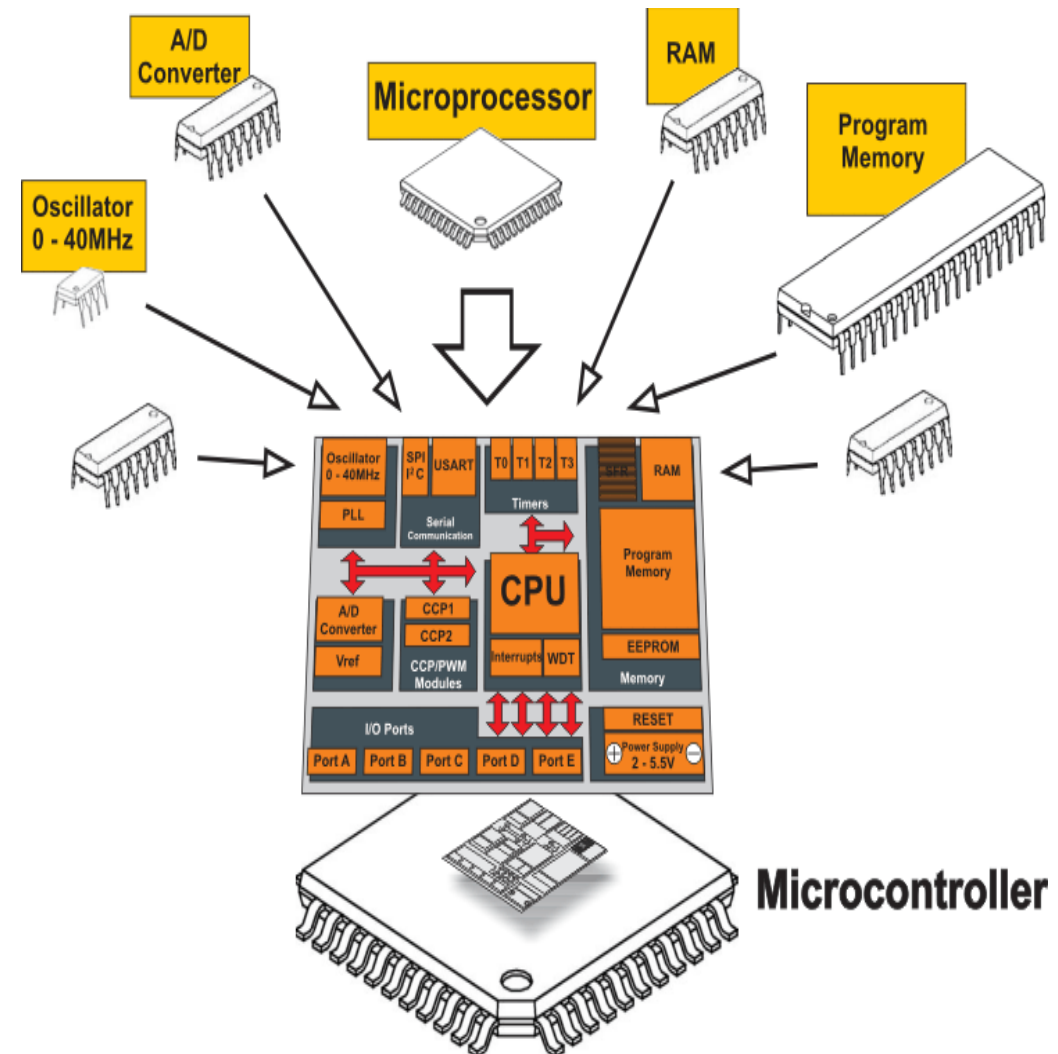 A/D
Converter
Microprocessor
RAM
Program
Memory
Oscillator
0 - 40MHz
Oscillator
0 - 40MHz
PLL
SPI
I²C
USART
Serial
Communication
T0 T1 T2 T3
Timers
SFR
RAM
Program
Memory
EEPROM
Memory
CPU
Interrupts WDT
A/D
Converter
Vref
CCP1
CCP2
CCP/PWM
Modules
I/O Ports
Port A Port B Port C Port D Port E
RESET
+ Power Supply −
2 - 5.5V
Microcontroller